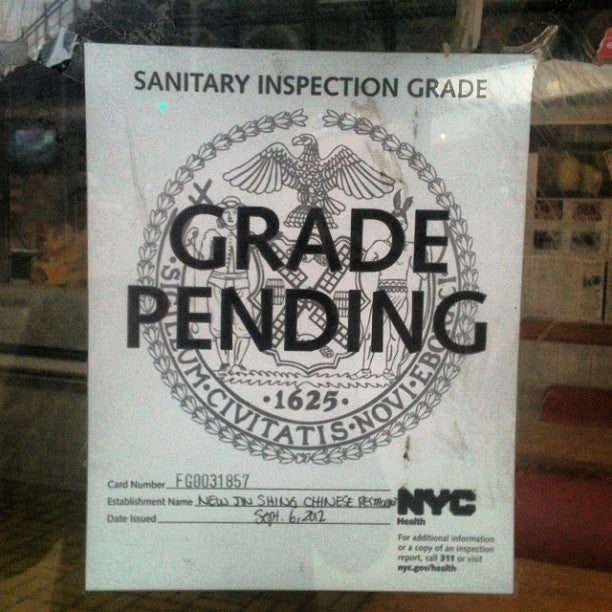 SANITARY INSPECTION GRADE
GRADE
PENDING
SIGILLUM · CIVITATIS · NOVI · EBORACI
· 1625 ·
Card Number FG0031857
Establishment Name NEW JIN SHING CHINESE RESTAURANT
Date Issued Sept. 6, 2012
NYC
Health
For additional information
or a copy of an inspection
report, call 311 or visit
nyc.gov/health